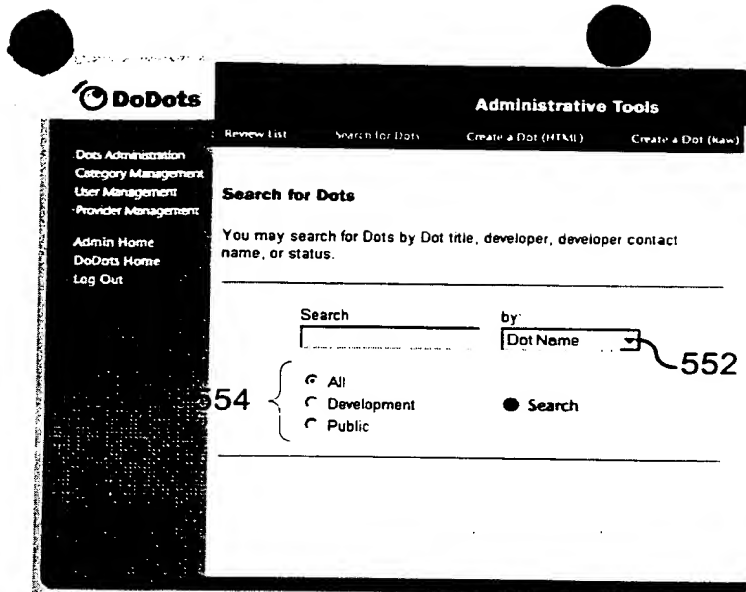 DoDots
Administrative Tools
Review List Search for Dots Create a Dot (HTML) Create a Dot (Raw)
Dots Administration
Category Management
User Management
Provider Management
Admin Home
DoDots Home
Log Out
Search for Dots
You may search for Dots by Dot title, developer, developer contact
name, or status.
Search by:
Dot Name
552
554
All
Development
Public
Search